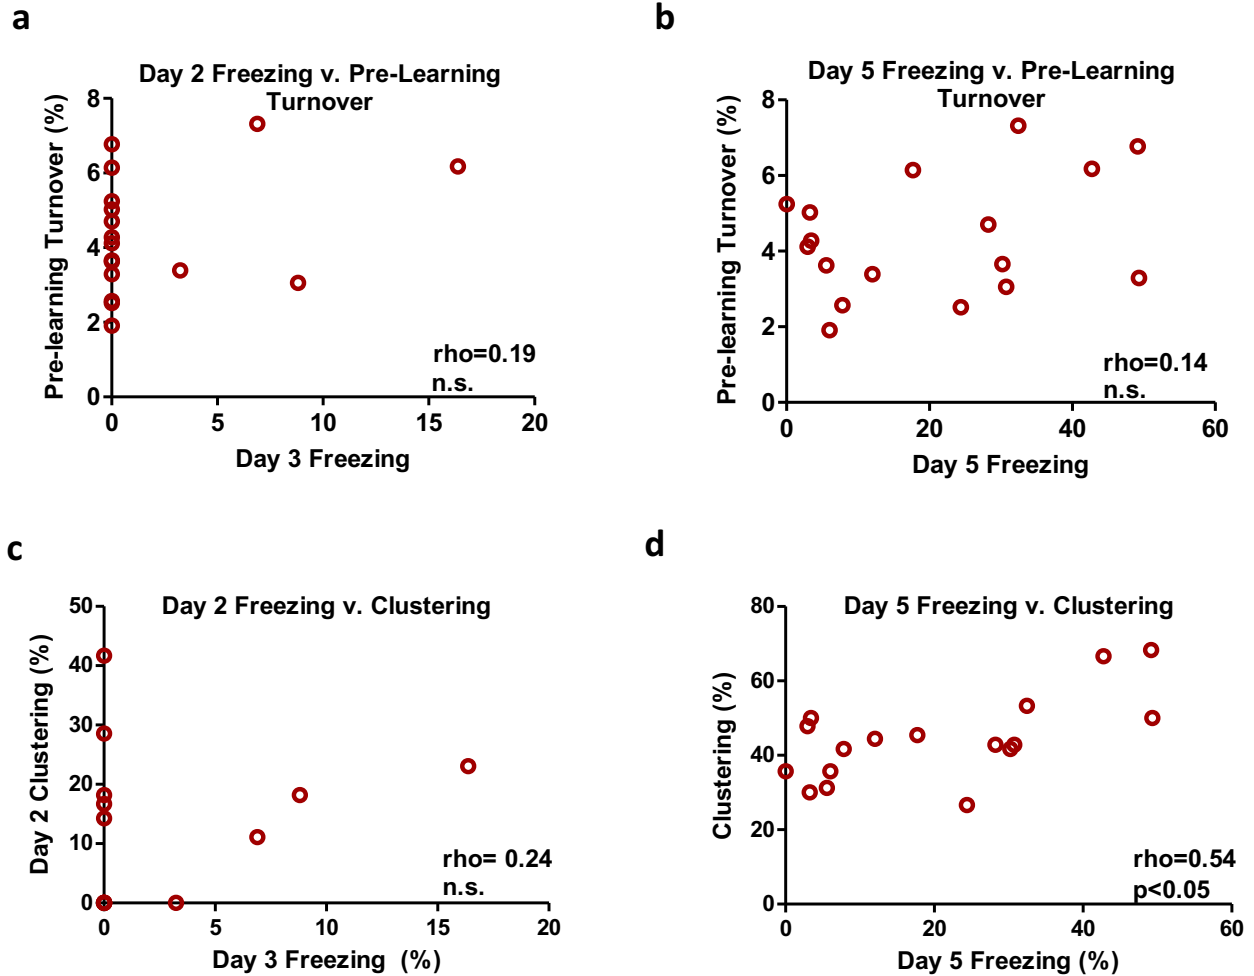 a
Day 2 Freezing v. Pre-Learning
Turnover
Pre-learning Turnover (%)
8
6
4
2
0
0 5 10 15 20
rho=0.19
n.s.
Day 3 Freezing
b
Day 5 Freezing v. Pre-Learning
Turnover
Pre-learning Turnover (%)
8
6
4
2
0
0 20 40 60
rho=0.14
n.s.
Day 5 Freezing
c
Day 2 Freezing v. Clustering
Day 2 Clustering (%)
50
40
30
20
10
0
0 5 10 15 20
rho= 0.24
n.s.
Day 3 Freezing (%)
d
Day 5 Freezing v. Clustering
Clustering (%)
80
60
40
20
0
0 20 40 60
rho=0.54
p<0.05
Day 5 Freezing (%)